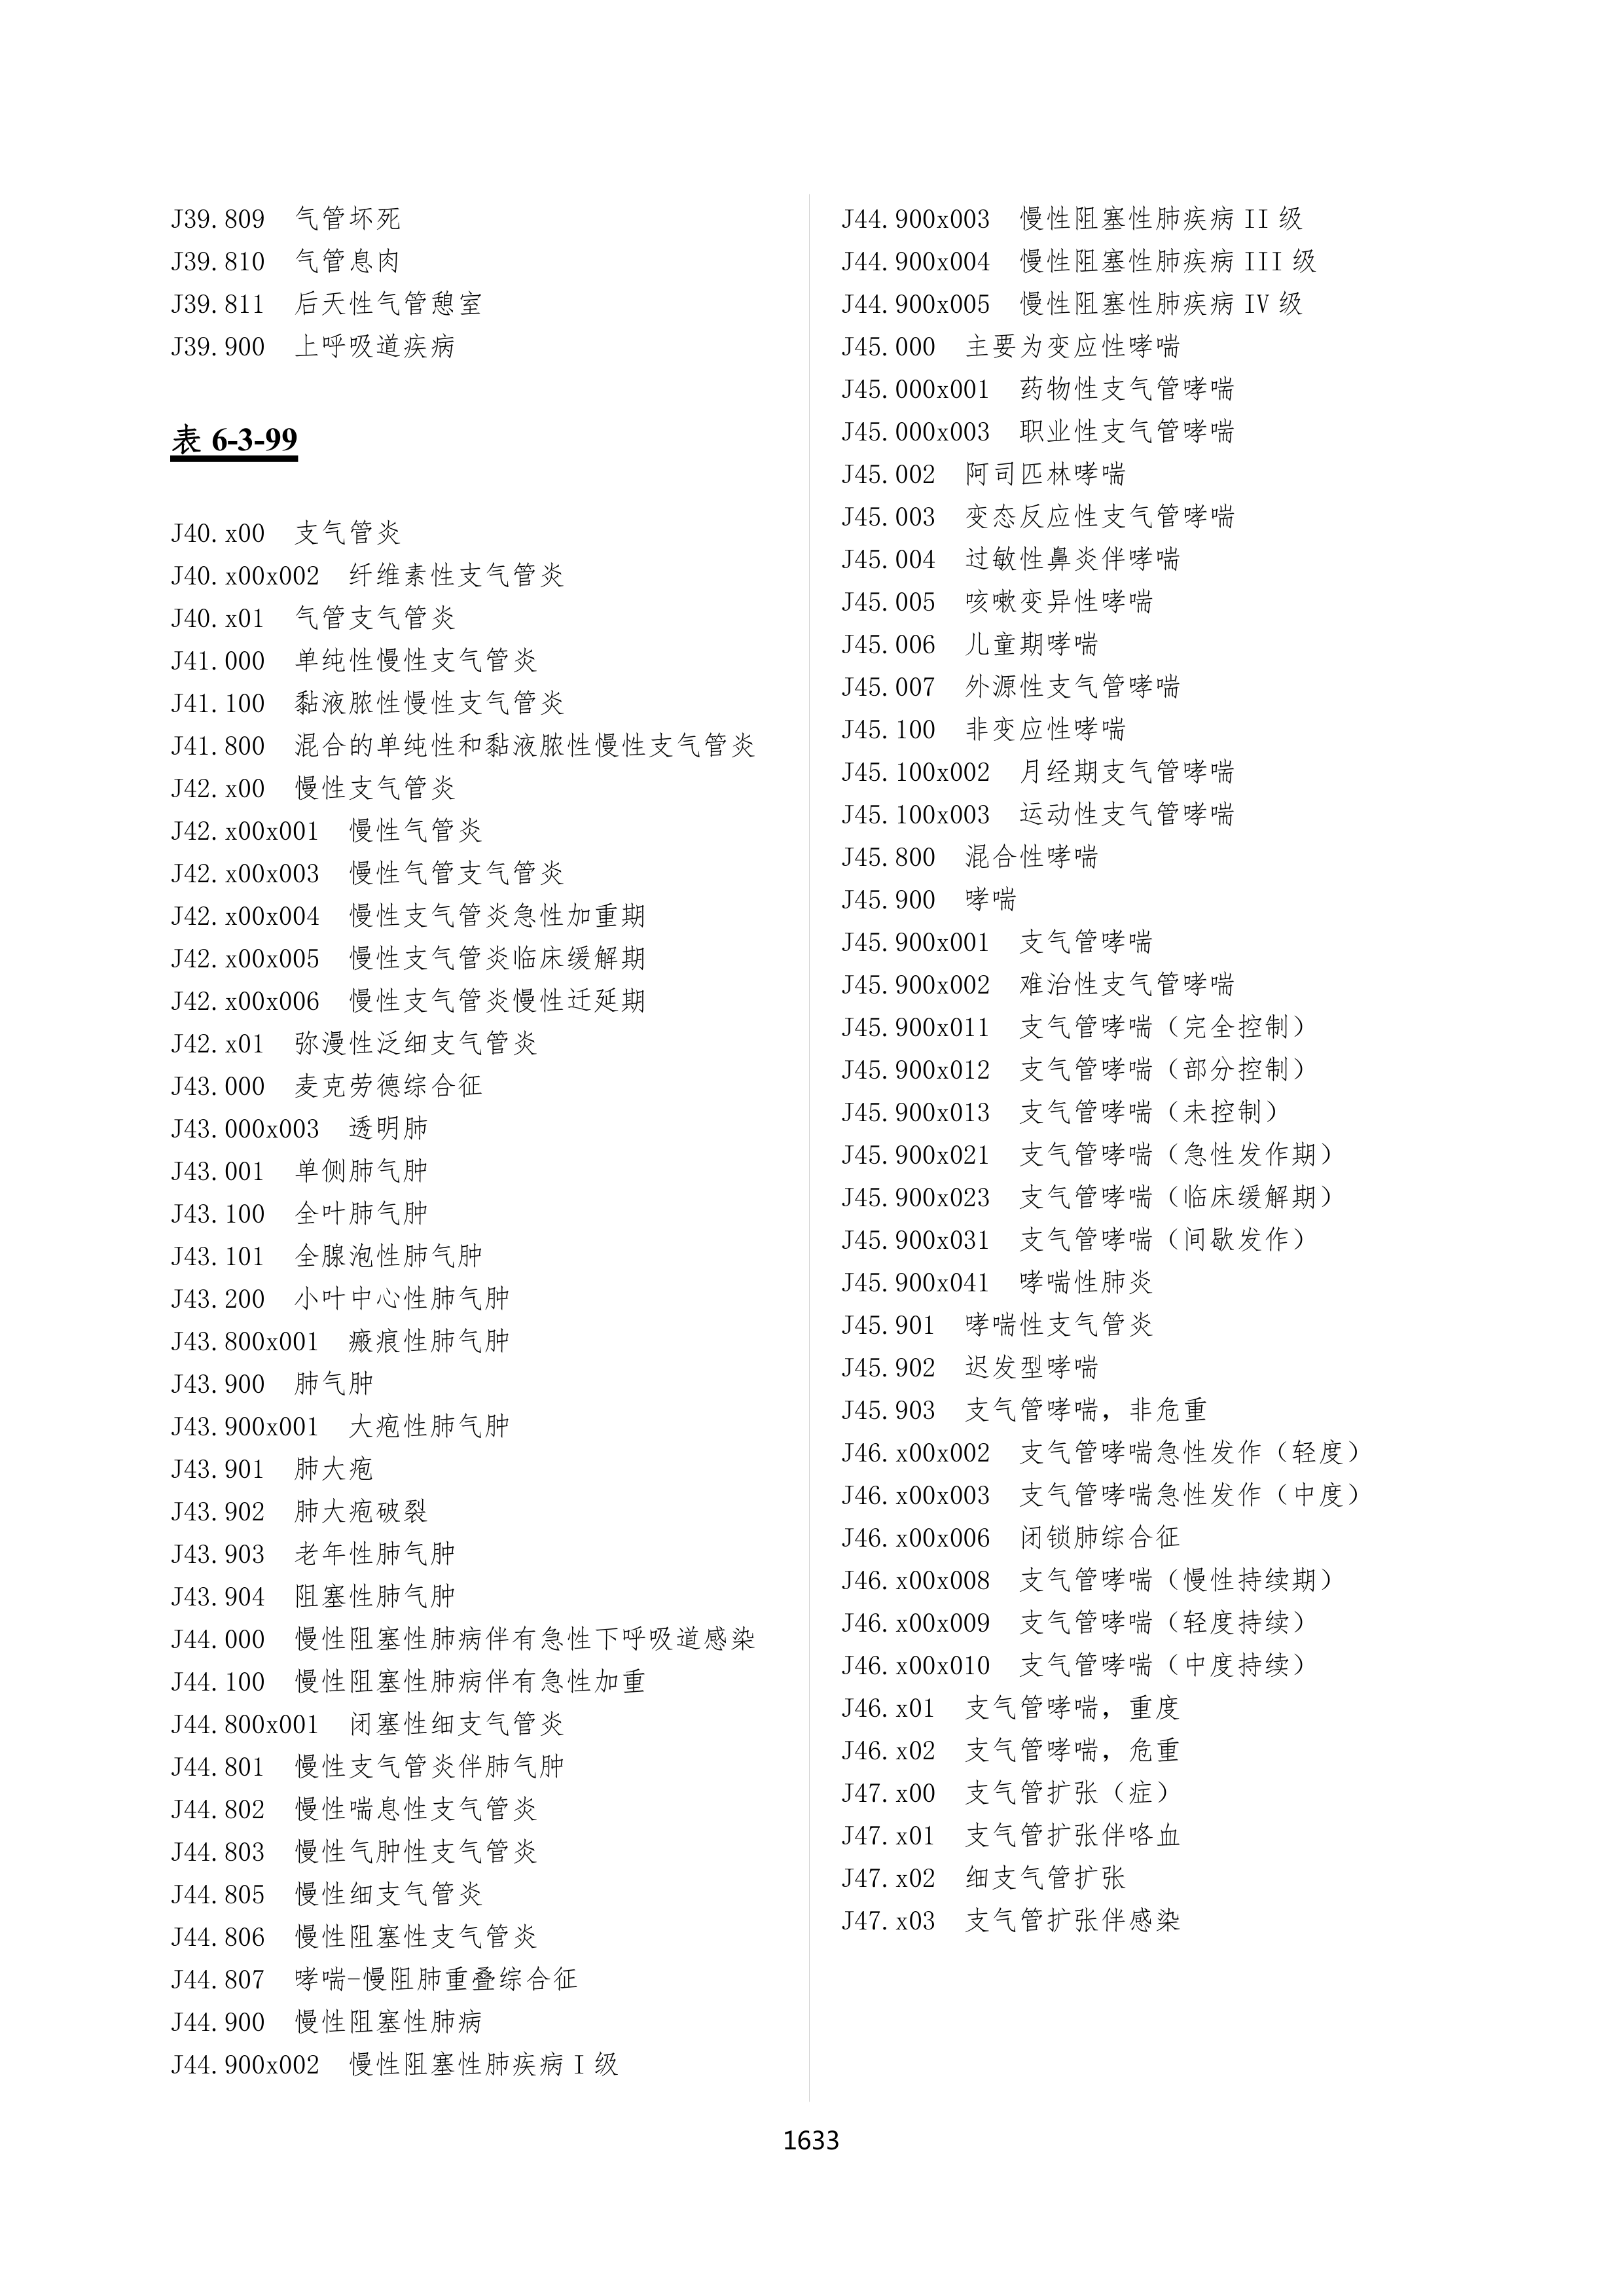 J39.809 气管坏死
J39.810 气管息肉
J39.811 后天性气管憩室
J39.900 上呼吸道疾病
表 6-3-99
J40.x00 支气管炎
J40.x00x002 纤维素性支气管炎
J40.x01 气管支气管炎
J41.000 单纯性慢性支气管炎
J41.100 黏液脓性慢性支气管炎
J41.800 混合的单纯性和黏液脓性慢性支气管炎
J42.x00 慢性支气管炎
J42.x00x001 慢性气管炎
J42.x00x003 慢性气管支气管炎
J42.x00x004 慢性支气管炎急性加重期
J42.x00x005 慢性支气管炎临床缓解期
J42.x00x006 慢性支气管炎慢性迁延期
J42.x01 弥漫性泛细支气管炎
J43.000 麦克劳德综合征
J43.000x003 透明肺
J43.001 单侧肺气肿
J43.100 全叶肺气肿
J43.101 全腺泡性肺气肿
J43.200 小叶中心性肺气肿
J43.800x001 瘢痕性肺气肿
J43.900 肺气肿
J43.900x001 大疱性肺气肿
J43.901 肺大疱
J43.902 肺大疱破裂
J43.903 老年性肺气肿
J43.904 阻塞性肺气肿
J44.000 慢性阻塞性肺病伴有急性下呼吸道感染
J44.100 慢性阻塞性肺病伴有急性加重
J44.800x001 闭塞性细支气管炎
J44.801 慢性支气管炎伴肺气肿
J44.802 慢性喘息性支气管炎
J44.803 慢性气肿性支气管炎
J44.805 慢性细支气管炎
J44.806 慢性阻塞性支气管炎
J44.807 哮喘-慢阻肺重叠综合征
J44.900 慢性阻塞性肺病
J44.900x002 慢性阻塞性肺疾病 I 级
J44.900x003 慢性阻塞性肺疾病 II 级
J44.900x004 慢性阻塞性肺疾病 III 级
J44.900x005 慢性阻塞性肺疾病 IV 级
J45.000 主要为变应性哮喘
J45.000x001 药物性支气管哮喘
J45.000x003 职业性支气管哮喘
J45.002 阿司匹林哮喘
J45.003 变态反应性支气管哮喘
J45.004 过敏性鼻炎伴哮喘
J45.005 咳嗽变异性哮喘
J45.006 儿童期哮喘
J45.007 外源性支气管哮喘
J45.100 非变应性哮喘
J45.100x002 月经期支气管哮喘
J45.100x003 运动性支气管哮喘
J45.800 混合性哮喘
J45.900 哮喘
J45.900x001 支气管哮喘
J45.900x002 难治性支气管哮喘
J45.900x011 支气管哮喘（完全控制）
J45.900x012 支气管哮喘（部分控制）
J45.900x013 支气管哮喘（未控制）
J45.900x021 支气管哮喘（急性发作期）
J45.900x023 支气管哮喘（临床缓解期）
J45.900x031 支气管哮喘（间歇发作）
J45.900x041 哮喘性肺炎
J45.901 哮喘性支气管炎
J45.902 迟发型哮喘
J45.903 支气管哮喘，非危重
J46.x00x002 支气管哮喘急性发作（轻度）
J46.x00x003 支气管哮喘急性发作（中度）
J46.x00x006 闭锁肺综合征
J46.x00x008 支气管哮喘（慢性持续期）
J46.x00x009 支气管哮喘（轻度持续）
J46.x00x010 支气管哮喘（中度持续）
J46.x01 支气管哮喘，重度
J46.x02 支气管哮喘，危重
J47.x00 支气管扩张（症）
J47.x01 支气管扩张伴咯血
J47.x02 细支气管扩张
J47.x03 支气管扩张伴感染
1633